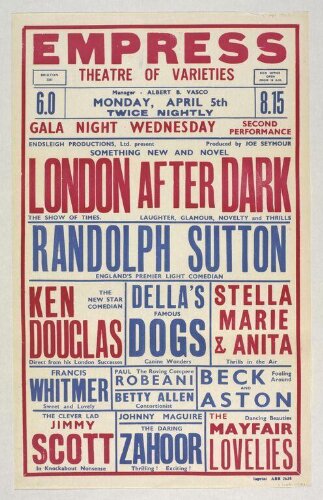 EMPRESS
THEATRE OF VARIETIES
BRIXTON
BOX OFFICE
OPEN
Manager - ALBERT B. VASCO
6.0
MONDAY, APRIL 5th
8.15
TWICE NIGHTLY
GALA NIGHT WEDNESDAY
SECOND
PERFORMANCE
ENDSLEIGH PRODUCTIONS, Ltd. present
Produced by JOE SEYMOUR
SOMETHING NEW AND NOVEL
LONDON AFTER DARK
THE SHOW OF TIMES.
LAUGHTER, GLAMOUR, NOVELTY and THRILLS
RANDOLPH SUTTON
ENGLAND'S PREMIER LIGHT COMEDIAN
KEN
THE
NEW STAR
COMEDIAN
DOUGLAS
Direct from his London Successes
DELLA'S
FAMOUS
DOGS
Canine Wonders
STELLA
MARIE
& ANITA
Thrills in the Air
FRANCIS
WHITMER
Sweet and Lovely
PAUL The Roving Compere
ROBEANI
BETTY ALLEN
Contortionist
BECK
Fooling
Around
AND
ASTON
THE CLEVER LAD
JIMMY
SCOTT
In Knockabout Nonsense
JOHNNY MAGUIRE
THE DARING
ZAHOOR
Thrilling! Exciting!
THE
Dancing Beauties
MAYFAIR
LOVELIES